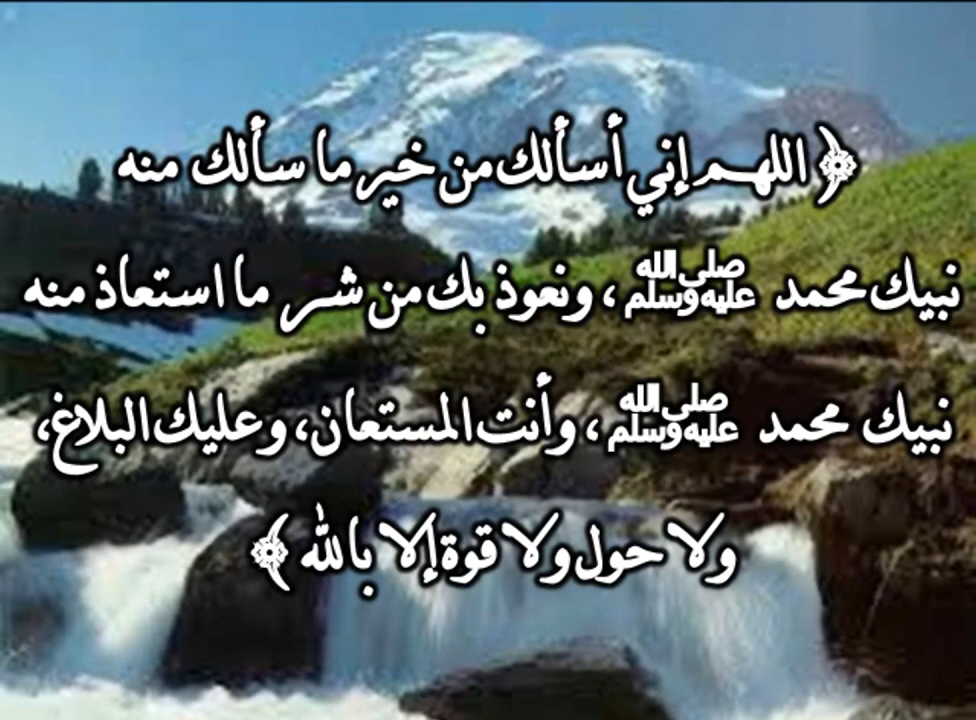 ﴿ اللهم إني أسألك من خير ما سألك منه
نبيك محمد ﷺ، ونعوذ بك من شر ما استعاذ منه
نبيك محمد ﷺ، وأنت المستعان، وعليك البلاغ،
ولا حول ولا قوة إلا بالله ﴾